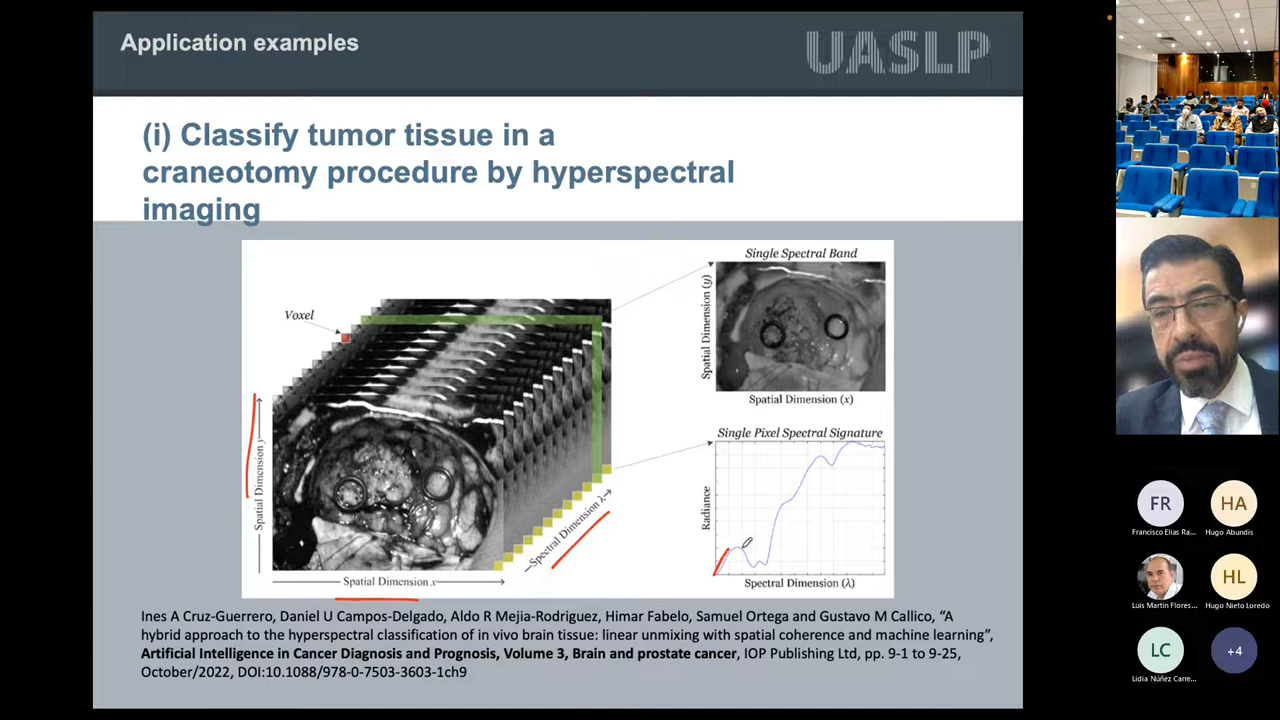 Application examples
UASLP
(i) Classify tumor tissue in a
craneotomy procedure by hyperspectral
imaging
Voxel
Spatial Dimension y
Spatial Dimension x
Spectral Dimension λ
Single Spectral Band
Spatial Dimension (y)
Spatial Dimension (x)
Single Pixel Spectral Signature
Radiance
Spectral Dimension (λ)
Ines A Cruz-Guerrero, Daniel U Campos-Delgado, Aldo R Mejia-Rodriguez, Himar Fabelo, Samuel Ortega and Gustavo M Callico, “A
hybrid approach to the hyperspectral classification of in vivo brain tissue: linear unmixing with spatial coherence and machine learning”,
Artificial Intelligence in Cancer Diagnosis and Prognosis, Volume 3, Brain and prostate cancer, IOP Publishing Ltd, pp. 9-1 to 9-25,
October/2022, DOI:10.1088/978-0-7503-3603-1ch9
FR
HA
Francisco Elias Ra...
Hugo Abundis
HL
Luis Martin Flores...
Hugo Nieto Loredo
LC
+4
Lidia Núñez Carre...